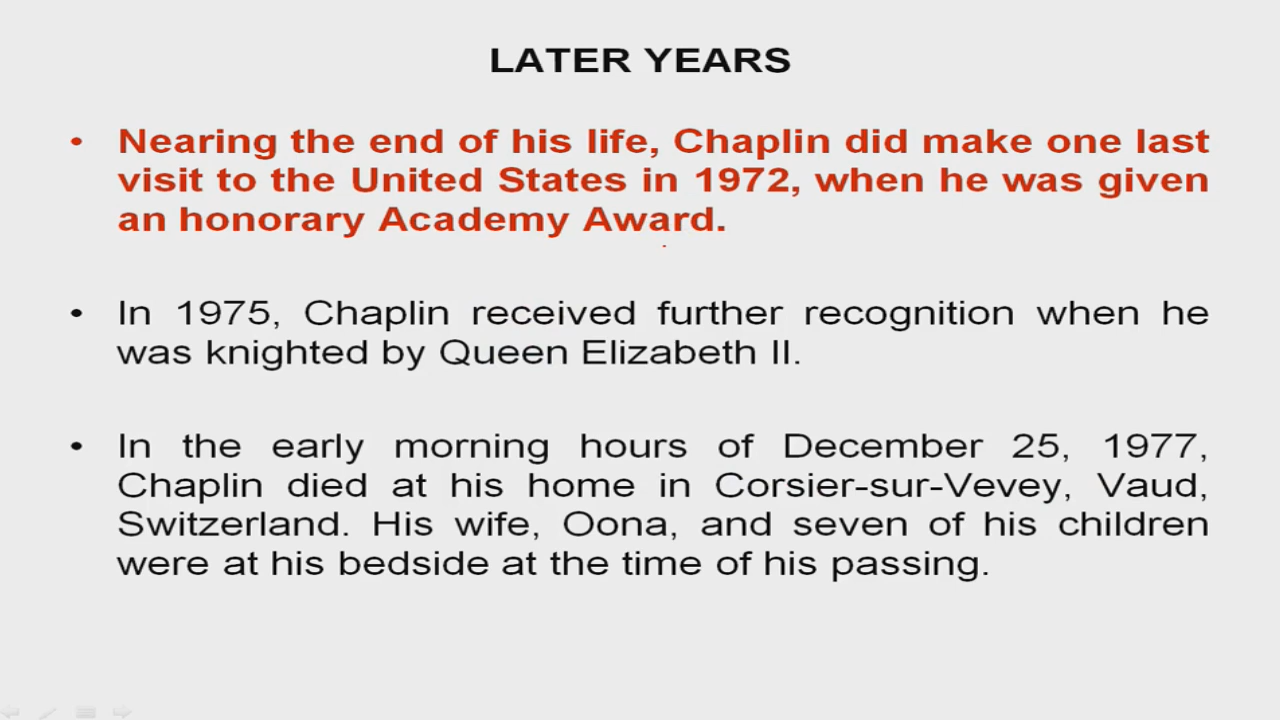 LATER YEARS
• Nearing the end of his life, Chaplin did make one last
visit to the United States in 1972, when he was given
an honorary Academy Award.
• In 1975, Chaplin received further recognition when he
was knighted by Queen Elizabeth II.
• In the early morning hours of December 25, 1977,
Chaplin died at his home in Corsier-sur-Vevey, Vaud,
Switzerland. His wife, Oona, and seven of his children
were at his bedside at the time of his passing.